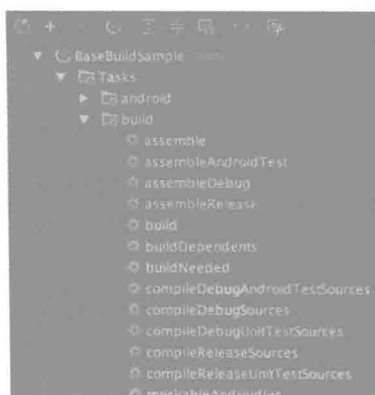 BaseBuildSample
Tasks
android
build
assemble
assembleAndroidTest
assembleDebug
assembleRelease
build
buildDependents
buildNeeded
compileDebugAndroidTestSources
compileDebugSources
compileDebugUnitTestSources
compileReleaseSources
compileReleaseUnitTestSources